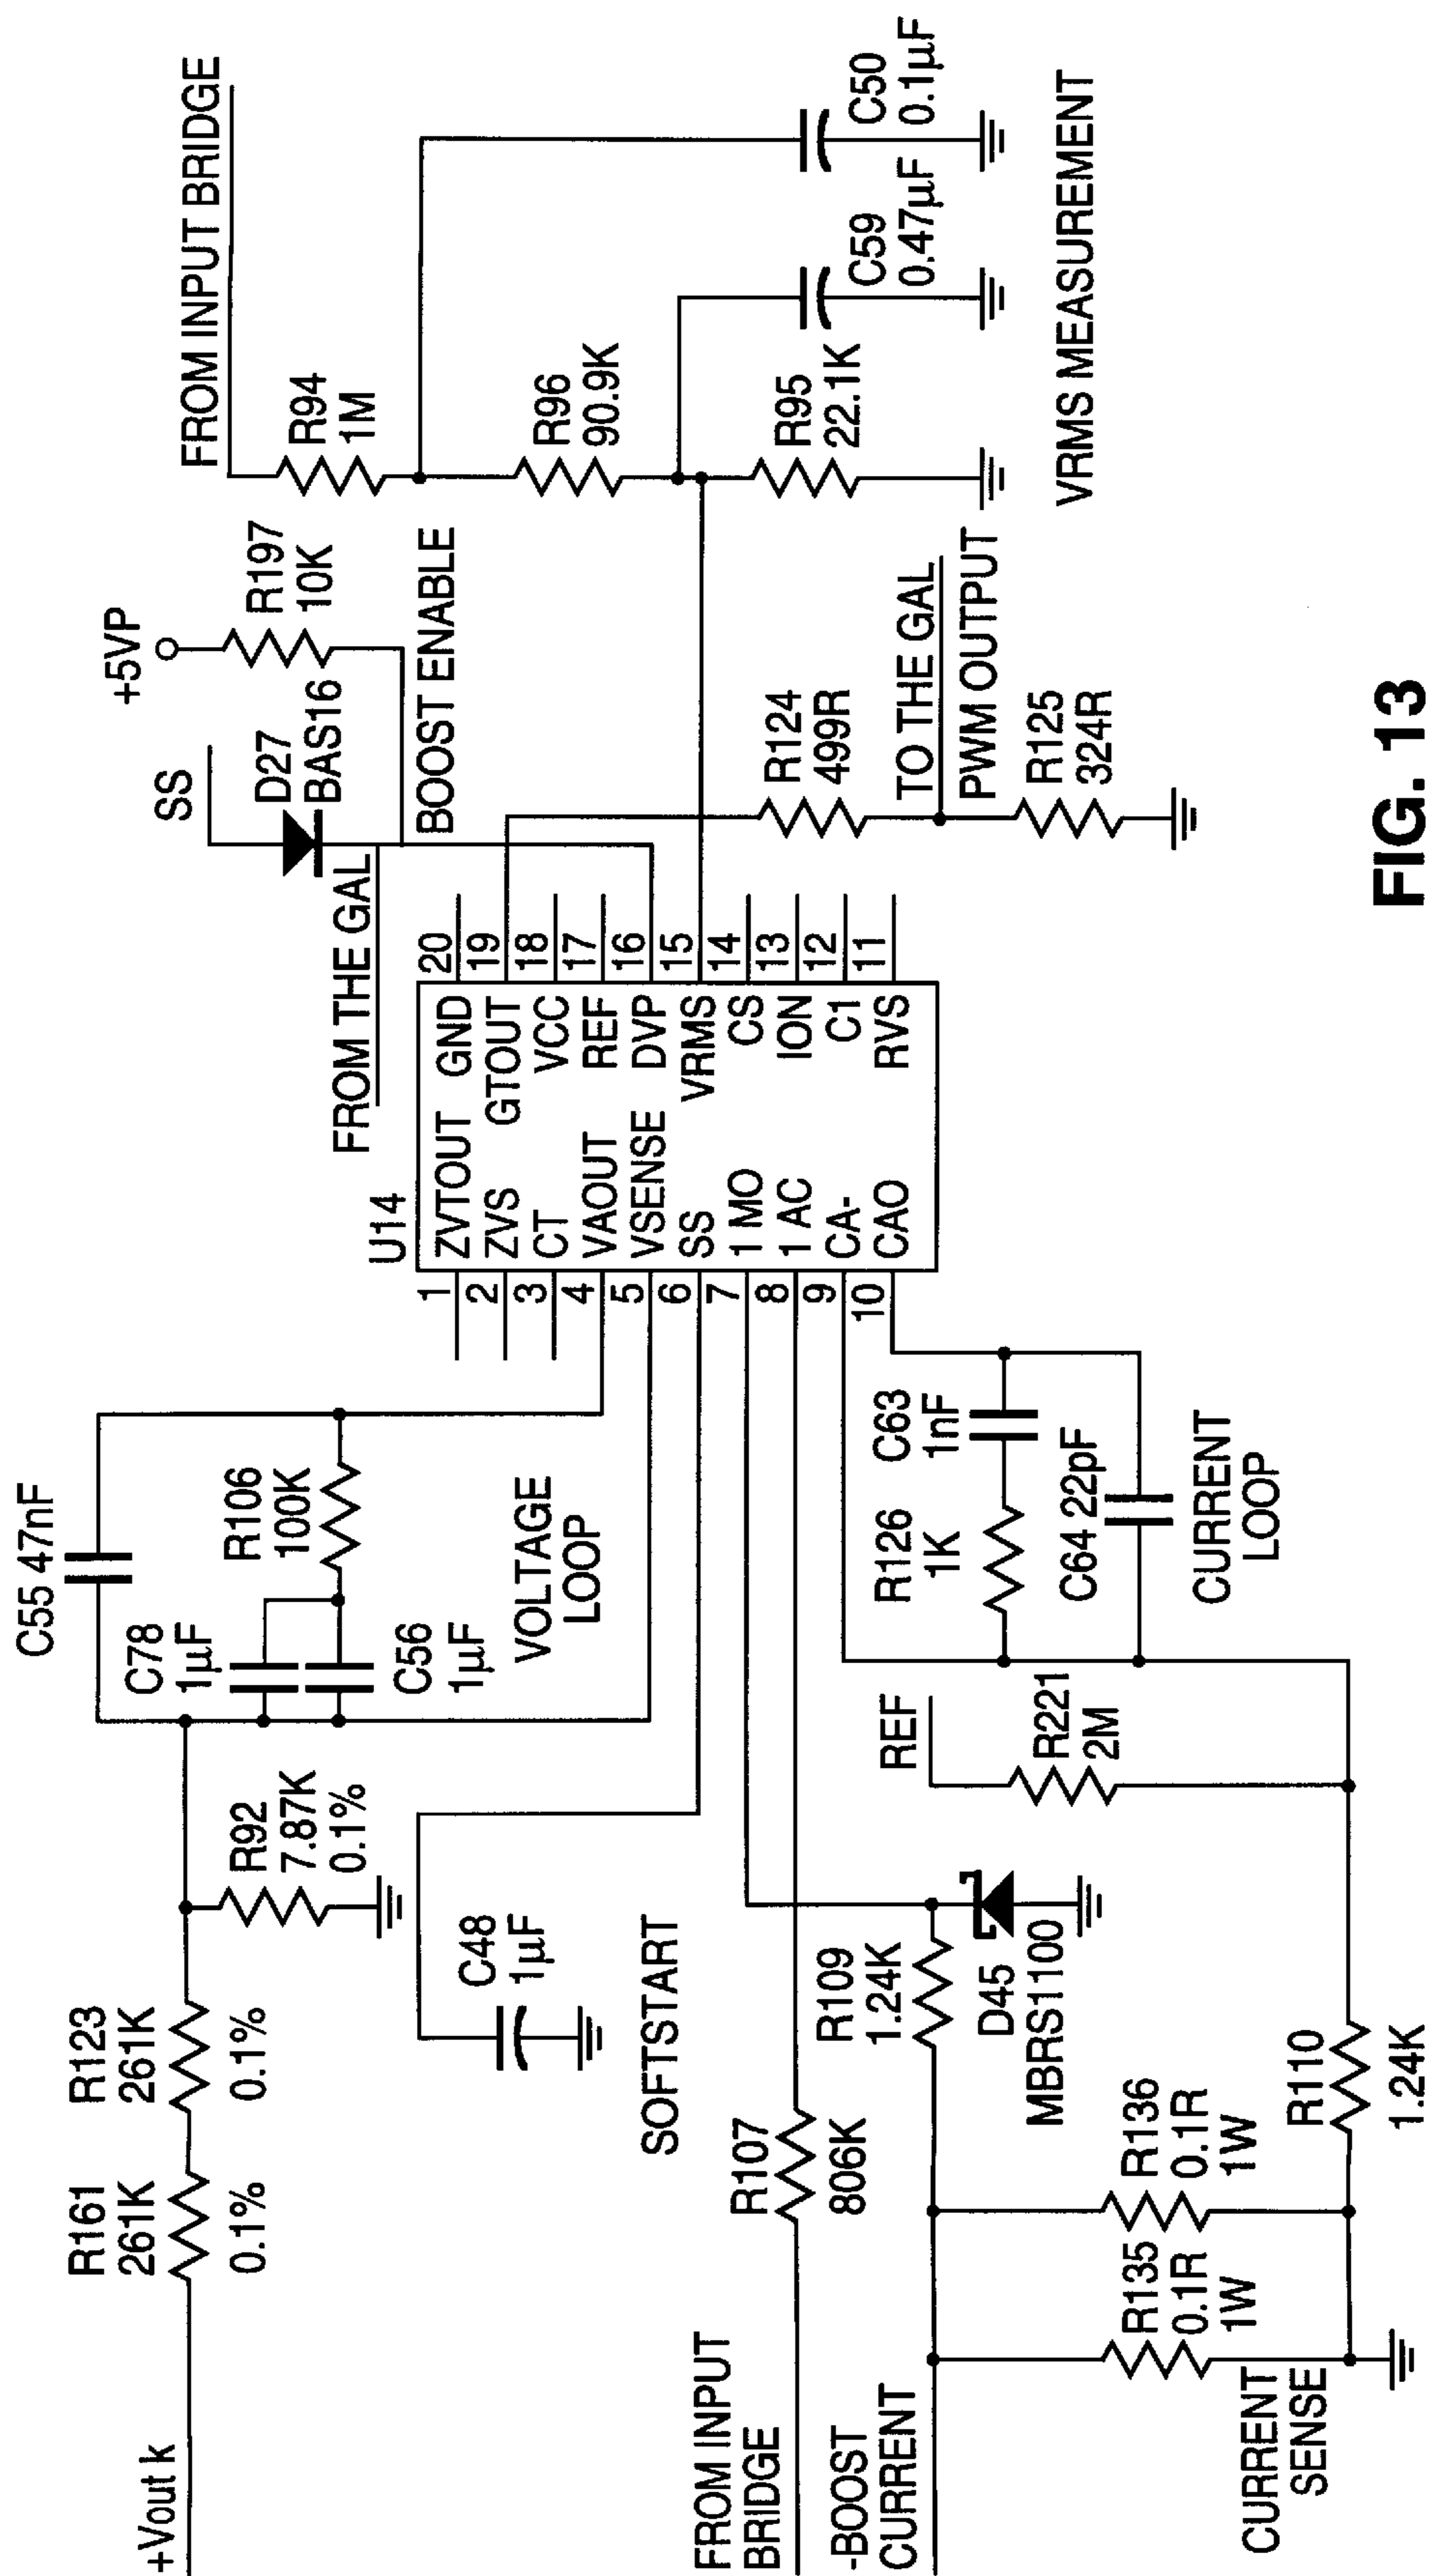 +Vout k
R161
261K
0.1%
R123
261K
0.1%
R92
7.87K
0.1%
C55 47nF
C78
1µF
C56
1µF
R106
100K
VOLTAGE
LOOP
C48
1µF
SOFTSTART
FROM INPUT
BRIDGE
R107
806K
-BOOST
CURRENT
R109
1.24K
D45
MBRS1100
R135
0.1R
1W
R136
0.1R
1W
CURRENT
SENSE
R110
1.24K
REF
R221
2M
R126
1K
C63
1nF
C64 22pF
CURRENT
LOOP
U14
1
2
3
4
5
6
7
8
9
10
ZVTOUT
ZVS
CT
VAOUT
VSENSE
SS
1 MO
1 AC
CA-
CAO
GND
GTOUT
VCC
REF
DVP
VRMS
CS
ION
C1
RVS
20
19
18
17
16
15
14
13
12
11
FROM THE GAL
SS
D27
BAS16
+5VP
R197
10K
BOOST ENABLE
R124
499R
TO THE GAL
PWM OUTPUT
R125
324R
FROM INPUT BRIDGE
R94
1M
R96
90.9K
R95
22.1K
C59
0.47µF
C50
0.1µF
VRMS MEASUREMENT
FIG. 13